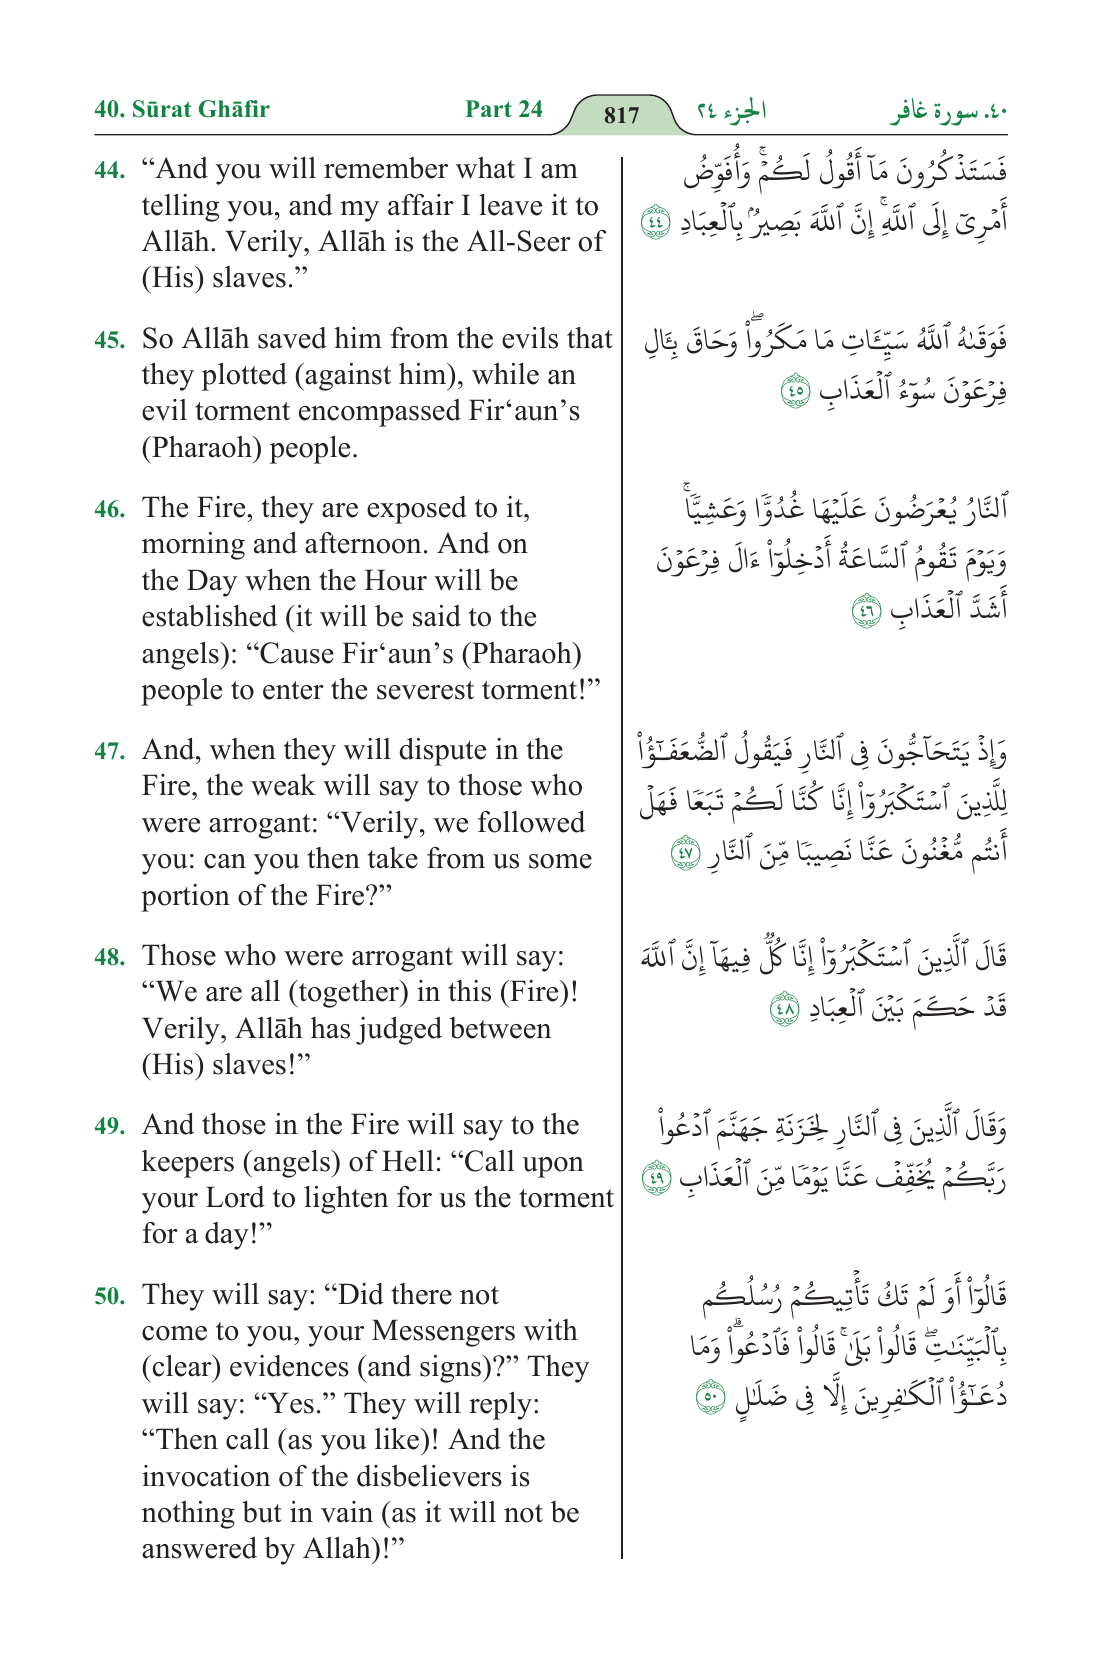 40. Sūrat Ghāfir Part 24 817 الجزء ٢٤ ٤٠. سورة غافر
44. “And you will remember what I am
telling you, and my affair I leave it to
Allāh. Verily, Allāh is the All-Seer of
(His) slaves.”
فَسَتَذْكُرُونَ مَآ أَقُولُ لَكُمْ ۚ وَأُفَوِّضُ
أَمْرِىٓ إِلَى ٱللَّهِ ۚ إِنَّ ٱللَّهَ بَصِيرٌۢ بِٱلْعِبَادِ ٤٤
45. So Allāh saved him from the evils that
they plotted (against him), while an
evil torment encompassed Fir‘aun’s
(Pharaoh) people.
فَوَقَىٰهُ ٱللَّهُ سَيِّـَٔاتِ مَا مَكَرُوا۟ ۖ وَحَاقَ بِـَٔالِ
فِرْعَوْنَ سُوٓءُ ٱلْعَذَابِ ٤٥
46. The Fire, they are exposed to it,
morning and afternoon. And on
the Day when the Hour will be
established (it will be said to the
angels): “Cause Fir‘aun’s (Pharaoh)
people to enter the severest torment!”
ٱلنَّارُ يُعْرَضُونَ عَلَيْهَا غُدُوًّا وَعَشِيًّا ۚ
وَيَوْمَ تَقُومُ ٱلسَّاعَةُ أَدْخِلُوٓا۟ ءَالَ فِرْعَوْنَ
أَشَدَّ ٱلْعَذَابِ ٤٦
47. And, when they will dispute in the
Fire, the weak will say to those who
were arrogant: “Verily, we followed
you: can you then take from us some
portion of the Fire?”
وَإِذْ يَتَحَآجُّونَ فِى ٱلنَّارِ فَيَقُولُ ٱلضُّعَفَـٰٓؤُا۟
لِلَّذِينَ ٱسْتَكْبَرُوٓا۟ إِنَّا كُنَّا لَكُمْ تَبَعًا فَهَلْ
أَنتُم مُّغْنُونَ عَنَّا نَصِيبًا مِّنَ ٱلنَّارِ ٤٧
48. Those who were arrogant will say:
“We are all (together) in this (Fire)!
Verily, Allāh has judged between
(His) slaves!”
قَالَ ٱلَّذِينَ ٱسْتَكْبَرُوٓا۟ إِنَّا كُلٌّ فِيهَآ إِنَّ ٱللَّهَ
قَدْ حَكَمَ بَيْنَ ٱلْعِبَادِ ٤٨
49. And those in the Fire will say to the
keepers (angels) of Hell: “Call upon
your Lord to lighten for us the torment
for a day!”
وَقَالَ ٱلَّذِينَ فِى ٱلنَّارِ لِخَزَنَةِ جَهَنَّمَ ٱدْعُوا۟
رَبَّكُمْ يُخَفِّفْ عَنَّا يَوْمًا مِّنَ ٱلْعَذَابِ ٤٩
50. They will say: “Did there not
come to you, your Messengers with
(clear) evidences (and signs)?” They
will say: “Yes.” They will reply:
“Then call (as you like)! And the
invocation of the disbelievers is
nothing but in vain (as it will not be
answered by Allah)!”
قَالُوٓا۟ أَوَ لَمْ تَكُ تَأْتِيكُمْ رُسُلُكُم
بِٱلْبَيِّنَـٰتِ ۖ قَالُوا۟ بَلَىٰ ۚ قَالُوا۟ فَٱدْعُوا۟ ۗ وَمَا
دُعَـٰٓؤُا۟ ٱلْكَـٰفِرِينَ إِلَّا فِى ضَلَـٰلٍ ٥٠